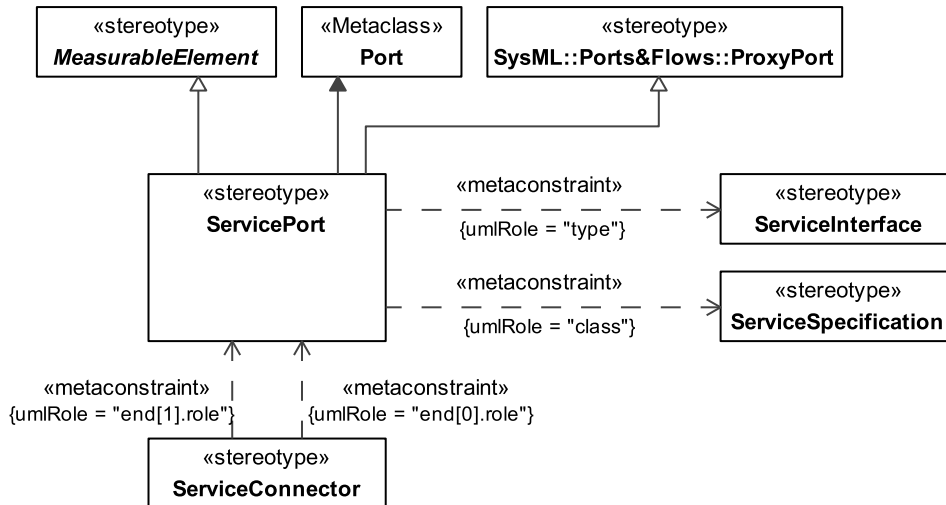 «stereotype»
MeasurableElement
«Metaclass»
Port
«stereotype»
SysML::Ports&Flows::ProxyPort
«stereotype»
ServicePort
«metaconstraint»
{umlRole = "type"}
«stereotype»
ServiceInterface
«metaconstraint»
{umlRole = "class"}
«stereotype»
ServiceSpecification
«metaconstraint»
{umlRole = "end[1].role"}
«metaconstraint»
{umlRole = "end[0].role"}
«stereotype»
ServiceConnector